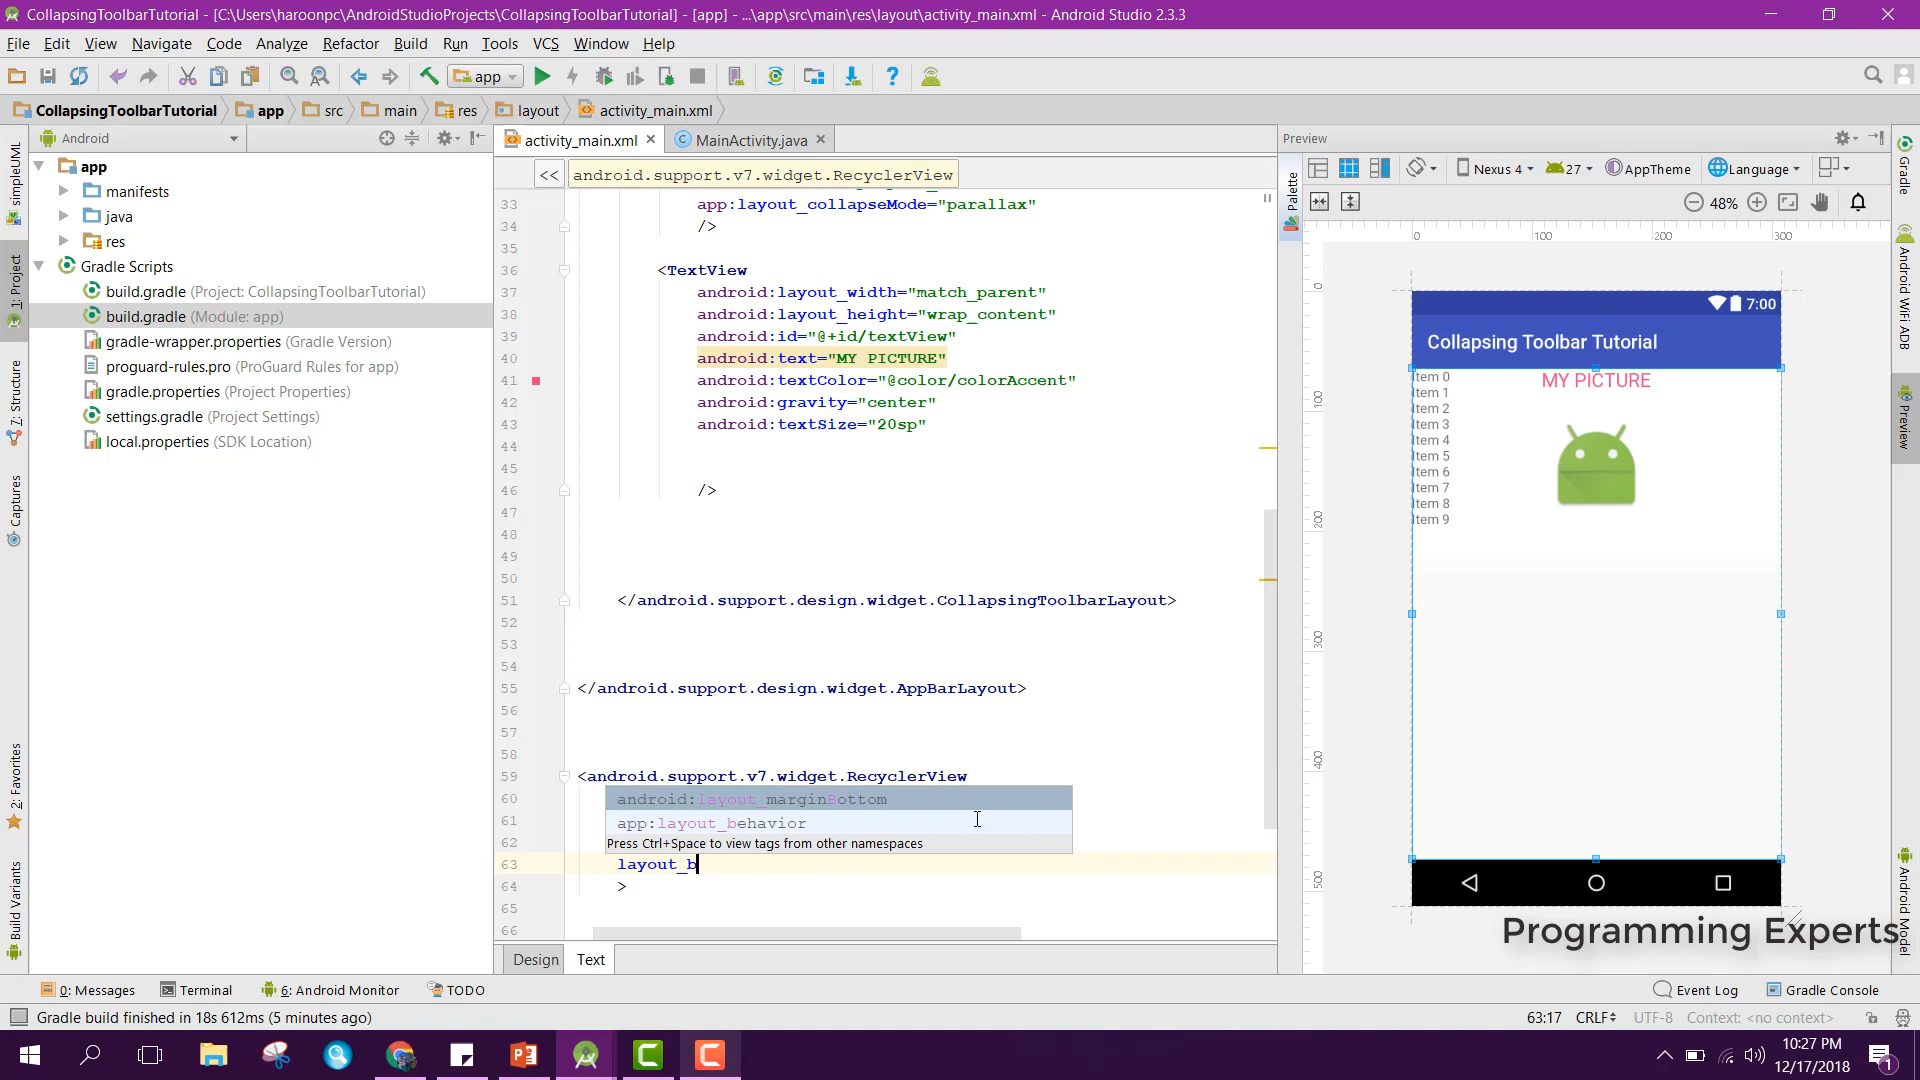 CollapsingToolbarTutorial - [C:\Users\haroonpc\AndroidStudioProjects\CollapsingToolbarTutorial] - [app] - ...\app\src\main\res\layout\activity_main.xml - Android Studio 2.3.3
File Edit View Navigate Code Analyze Refactor Build Run Tools VCS Window Help
app
CollapsingToolbarTutorial app src main res layout activity_main.xml
Android
activity_main.xml MainActivity.java
Preview
<< android.support.v7.widget.RecyclerView
Nexus 4 27 AppTheme Language
48%
app
manifests
java
res
Gradle Scripts
build.gradle (Project: CollapsingToolbarTutorial)
build.gradle (Module: app)
gradle-wrapper.properties (Gradle Version)
proguard-rules.pro (ProGuard Rules for app)
gradle.properties (Project Properties)
settings.gradle (Project Settings)
local.properties (SDK Location)
simpleUML
1: Project
7: Structure
Captures
2: Favorites
Build Variants
33 app:layout_collapseMode="parallax"
34 />
35
36 <TextView
37 android:layout_width="match_parent"
38 android:layout_height="wrap_content"
39 android:id="@+id/textView"
40 android:text="MY PICTURE"
41 android:textColor="@color/colorAccent"
42 android:gravity="center"
43 android:textSize="20sp"
44
45
46 />
47
48
49
50
51 </android.support.design.widget.CollapsingToolbarLayout>
52
53
54
55 </android.support.design.widget.AppBarLayout>
56
57
58
59 <android.support.v7.widget.RecyclerView
60
61
62
63 layout_b
64 >
65
66
android:layout_marginBottom
app:layout_behavior
Press Ctrl+Space to view tags from other namespaces
Design Text
Palette
0 100 200 300
0
100
200
300
400
500
7:00
Collapsing Toolbar Tutorial
MY PICTURE
Item 0
Item 1
Item 2
Item 3
Item 4
Item 5
Item 6
Item 7
Item 8
Item 9
Programming Experts
Gradle
Android WiFi ADB
Preview
Android Model
0: Messages Terminal 6: Android Monitor TODO Event Log Gradle Console
Gradle build finished in 18s 612ms (5 minutes ago) 63:17 CRLF UTF-8 Context: <no context>
10:27 PM
12/17/2018
1